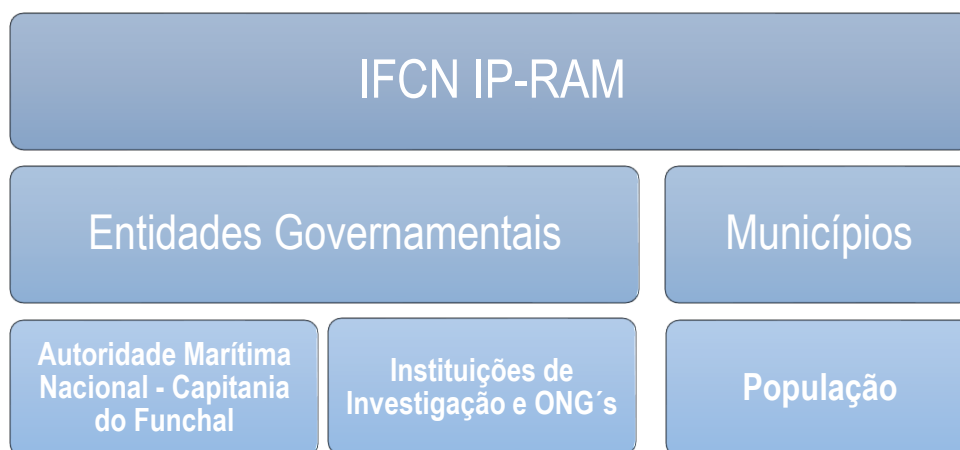 IFCN IP-RAM
Entidades Governamentais
Municípios
Autoridade Marítima
Nacional - Capitania
do Funchal
Instituições de
Investigação e ONG´s
População